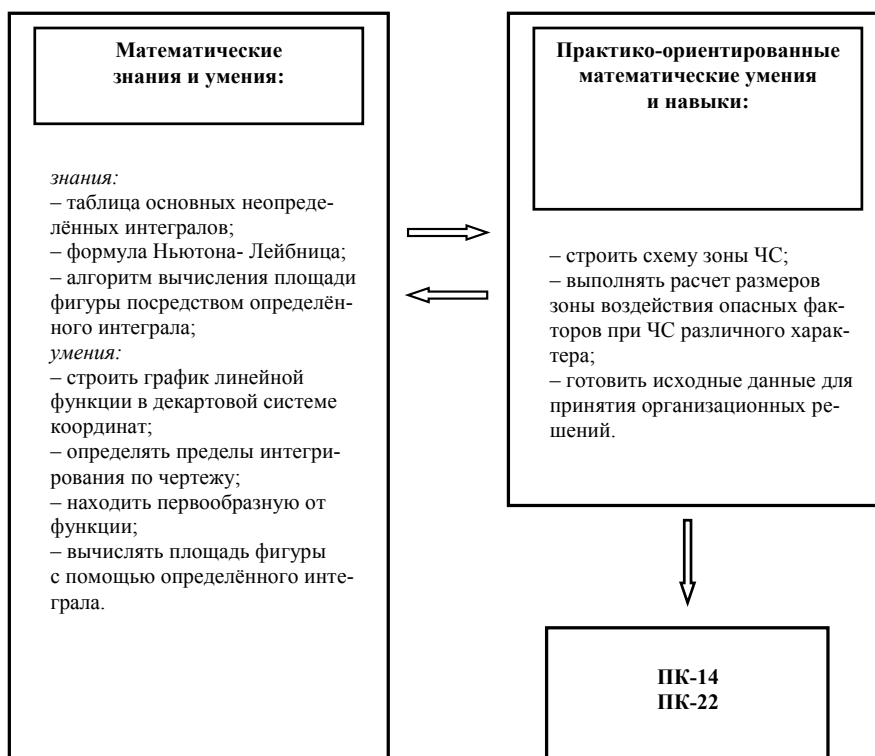 Математические
знания и умения:
знания:
– таблица основных неопреде-
лённых интегралов;
– формула Ньютона- Лейбница;
– алгоритм вычисления площади
фигуры посредством определён-
ного интеграла;
умения:
– строить график линейной
функции в декартовой системе
координат;
– определять пределы интегри-
рования по чертежу;
– находить первообразную от
функции;
– вычислять площадь фигуры
с помощью определённого инте-
грала.
Практико-ориентированные
математические умения
и навыки:
– строить схему зоны ЧС;
– выполнять расчет размеров
зоны воздействия опасных фак-
торов при ЧС различного харак-
тера;
– готовить исходные данные для
принятия организационных ре-
шений.
ПК-14
ПК-22